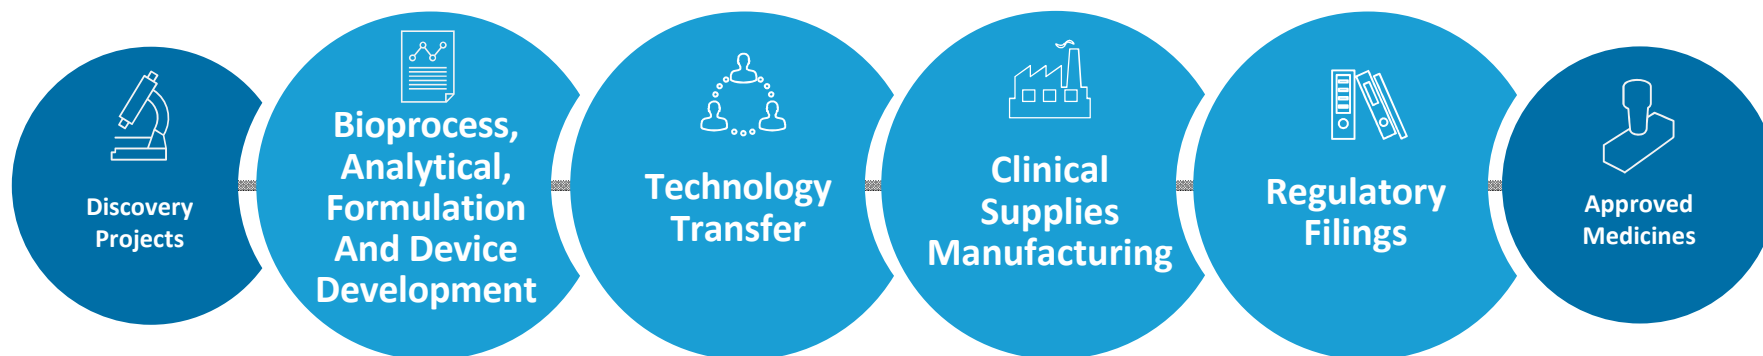 Discovery
Projects
Bioprocess,
Analytical,
Formulation
And Device
Development
Technology
Transfer
Clinical
Supplies
Manufacturing
Regulatory
Filings
Approved
Medicines